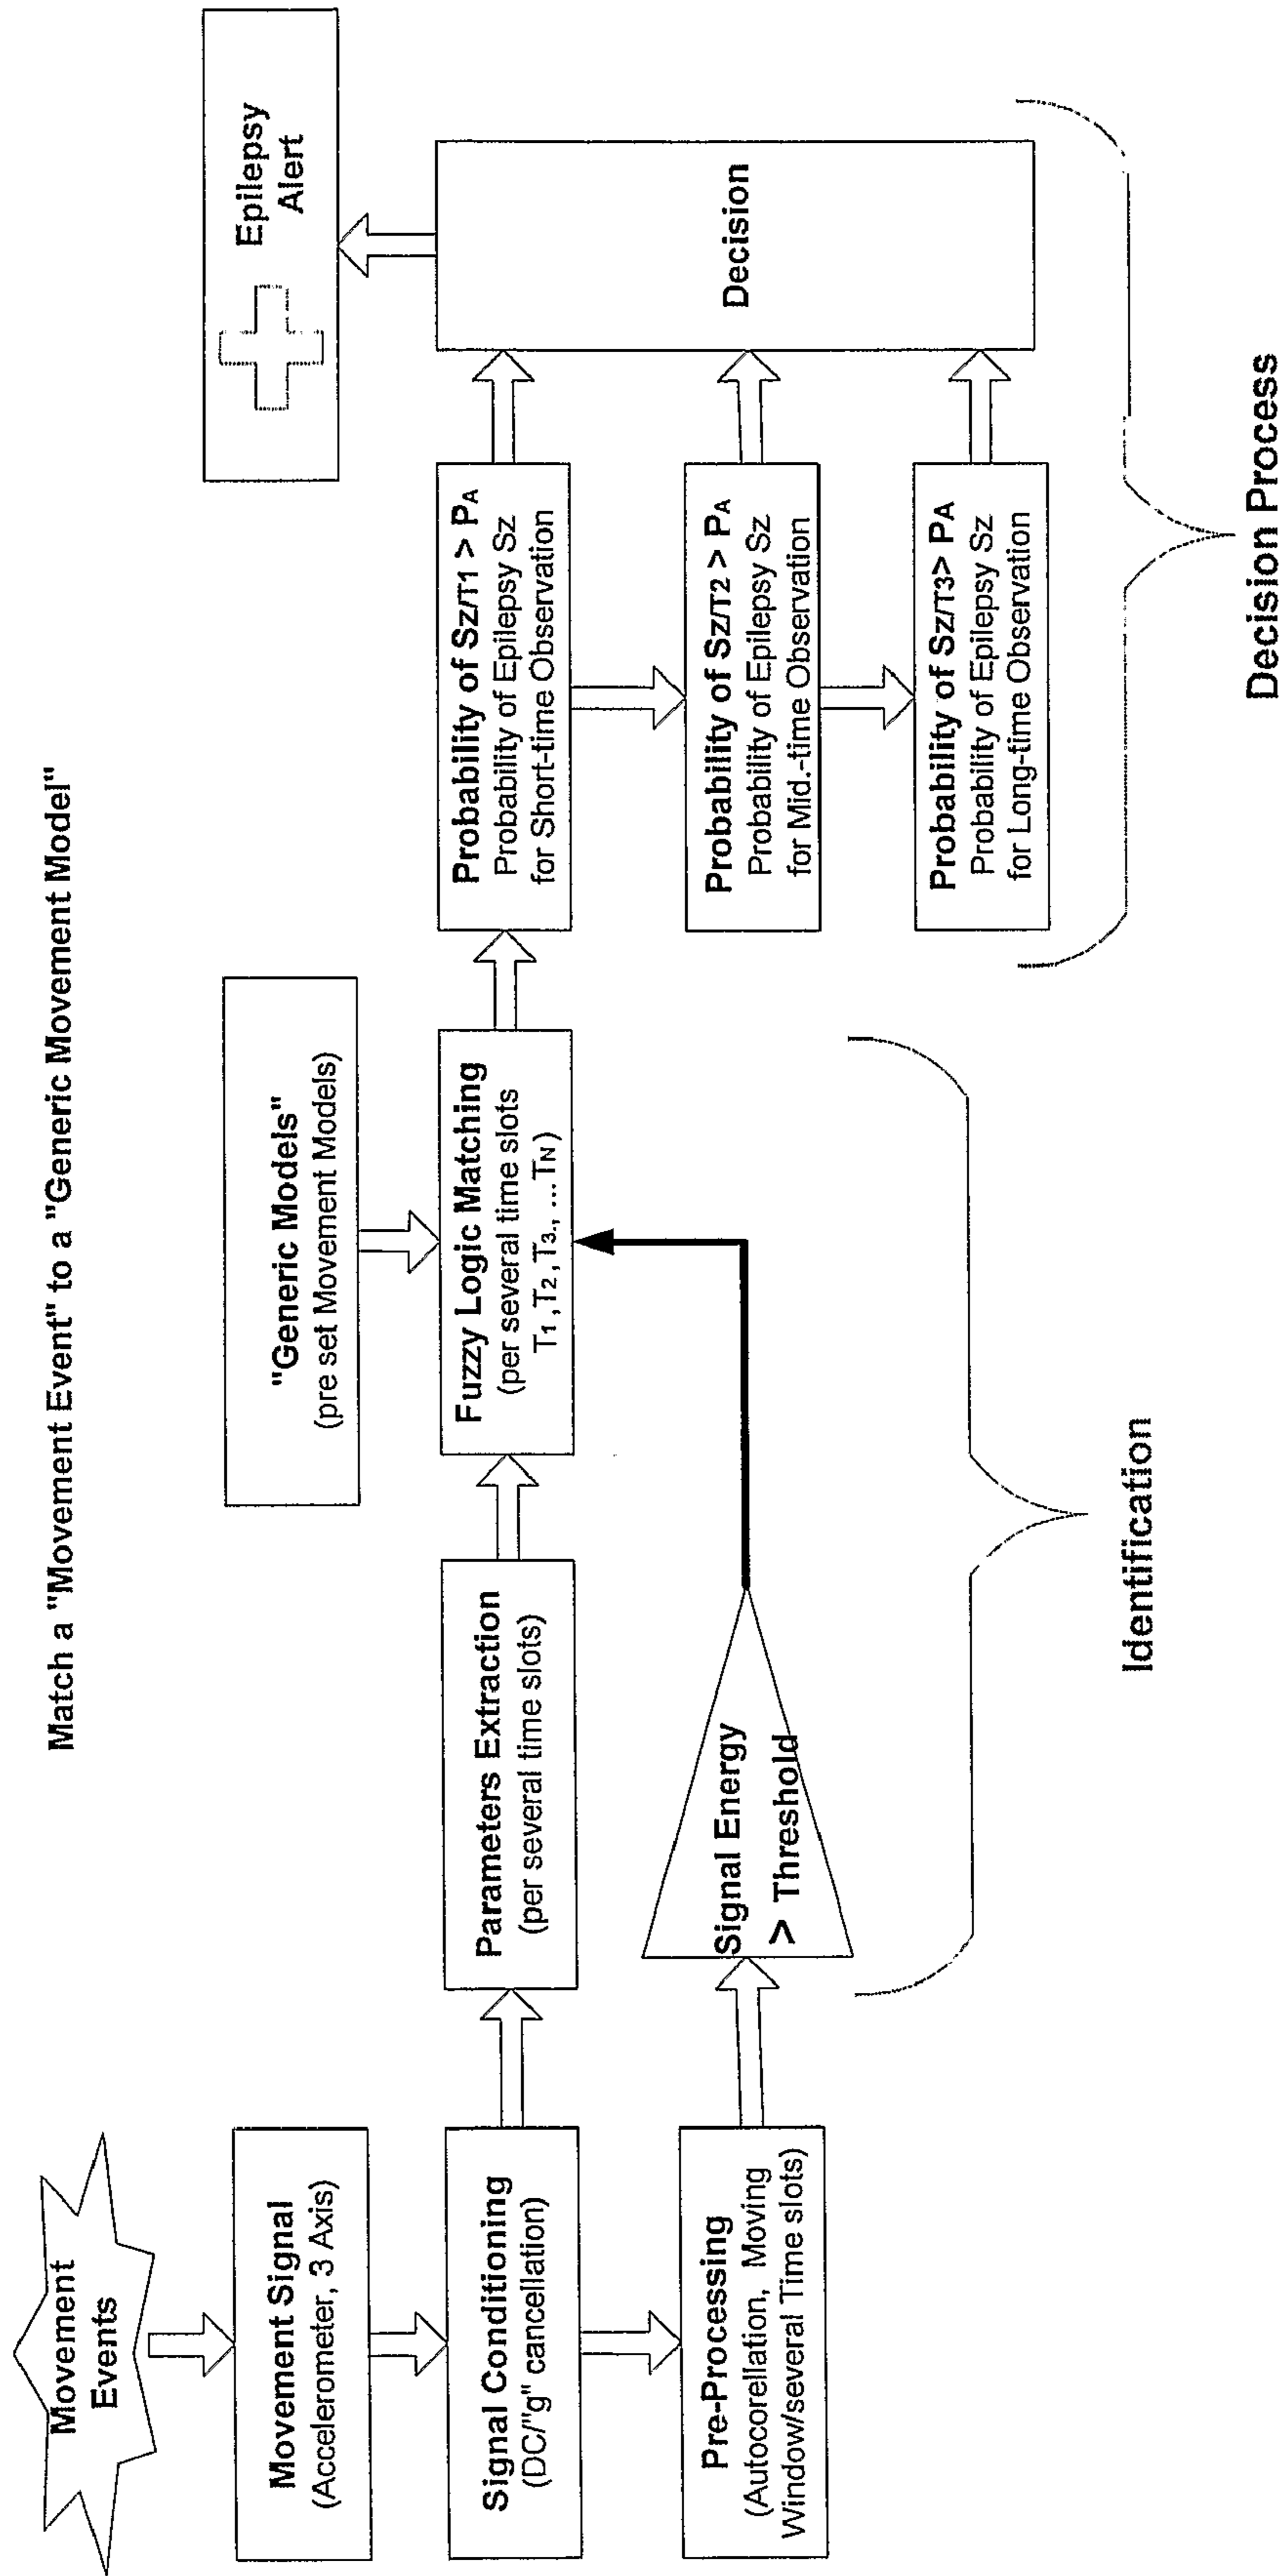 Match a "Movement Event" to a "Generic Movement Model"
Movement
Events
Movement Signal
(Accelerometer, 3 Axis)
Signal Conditioning
(DC/"g" cancellation)
Pre-Processing
(Autocorellation, Moving
Window/several Time slots)
Parameters Extraction
(per several time slots)
Signal Energy
> Threshold
"Generic Models"
(pre set Movement Models)
Fuzzy Logic Matching
(per several time slots
T1 ,T2 ,T3., ... TN)
Identification
Probability of Sz/T1 > PA
Probability of Epilepsy Sz
for Short-time Observation
Probability of Sz/T2 > PA
Probability of Epilepsy Sz
for Mid.-time Observation
Probability of Sz/T3> PA
Probability of Epilepsy Sz
for Long-time Observation
Decision
Epilepsy
Alert
Decision Process